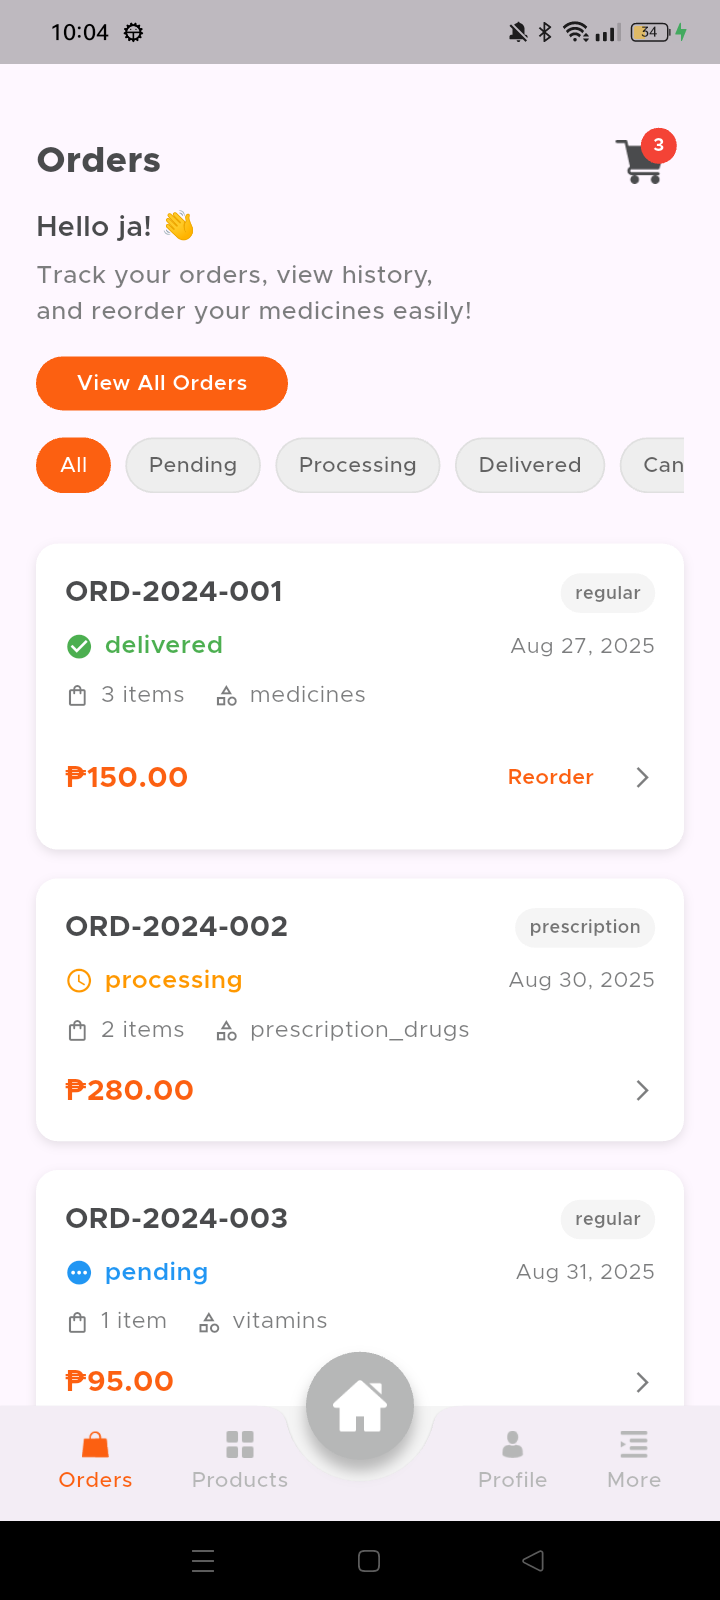 10:04
34
Orders
3
Hello ja! 👋
Track your orders, view history,
and reorder your medicines easily!
View All Orders
All
Pending
Processing
Delivered
Can
ORD-2024-001
regular
delivered
Aug 27, 2025
3 items
medicines
₱150.00
Reorder
ORD-2024-002
prescription
processing
Aug 30, 2025
2 items
prescription_drugs
₱280.00
ORD-2024-003
regular
pending
Aug 31, 2025
1 item
vitamins
₱95.00
Orders
Products
Profile
More